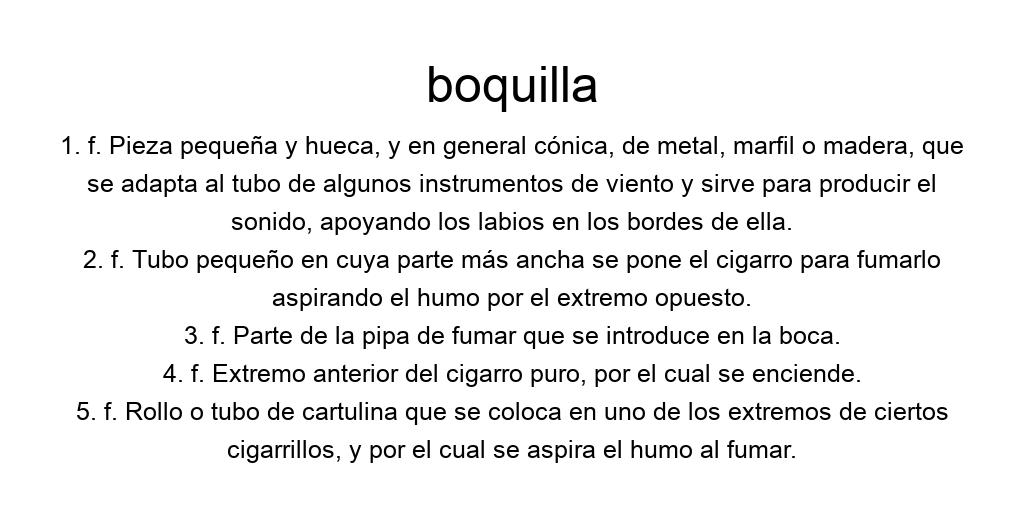 boquilla
1. f. Pieza pequeña y hueca, y en general cónica, de metal, marfil o madera, que
se adapta al tubo de algunos instrumentos de viento y sirve para producir el
sonido, apoyando los labios en los bordes de ella.
2. f. Tubo pequeño en cuya parte más ancha se pone el cigarro para fumarlo
aspirando el humo por el extremo opuesto.
3. f. Parte de la pipa de fumar que se introduce en la boca.
4. f. Extremo anterior del cigarro puro, por el cual se enciende.
5. f. Rollo o tubo de cartulina que se coloca en uno de los extremos de ciertos
cigarrillos, y por el cual se aspira el humo al fumar.